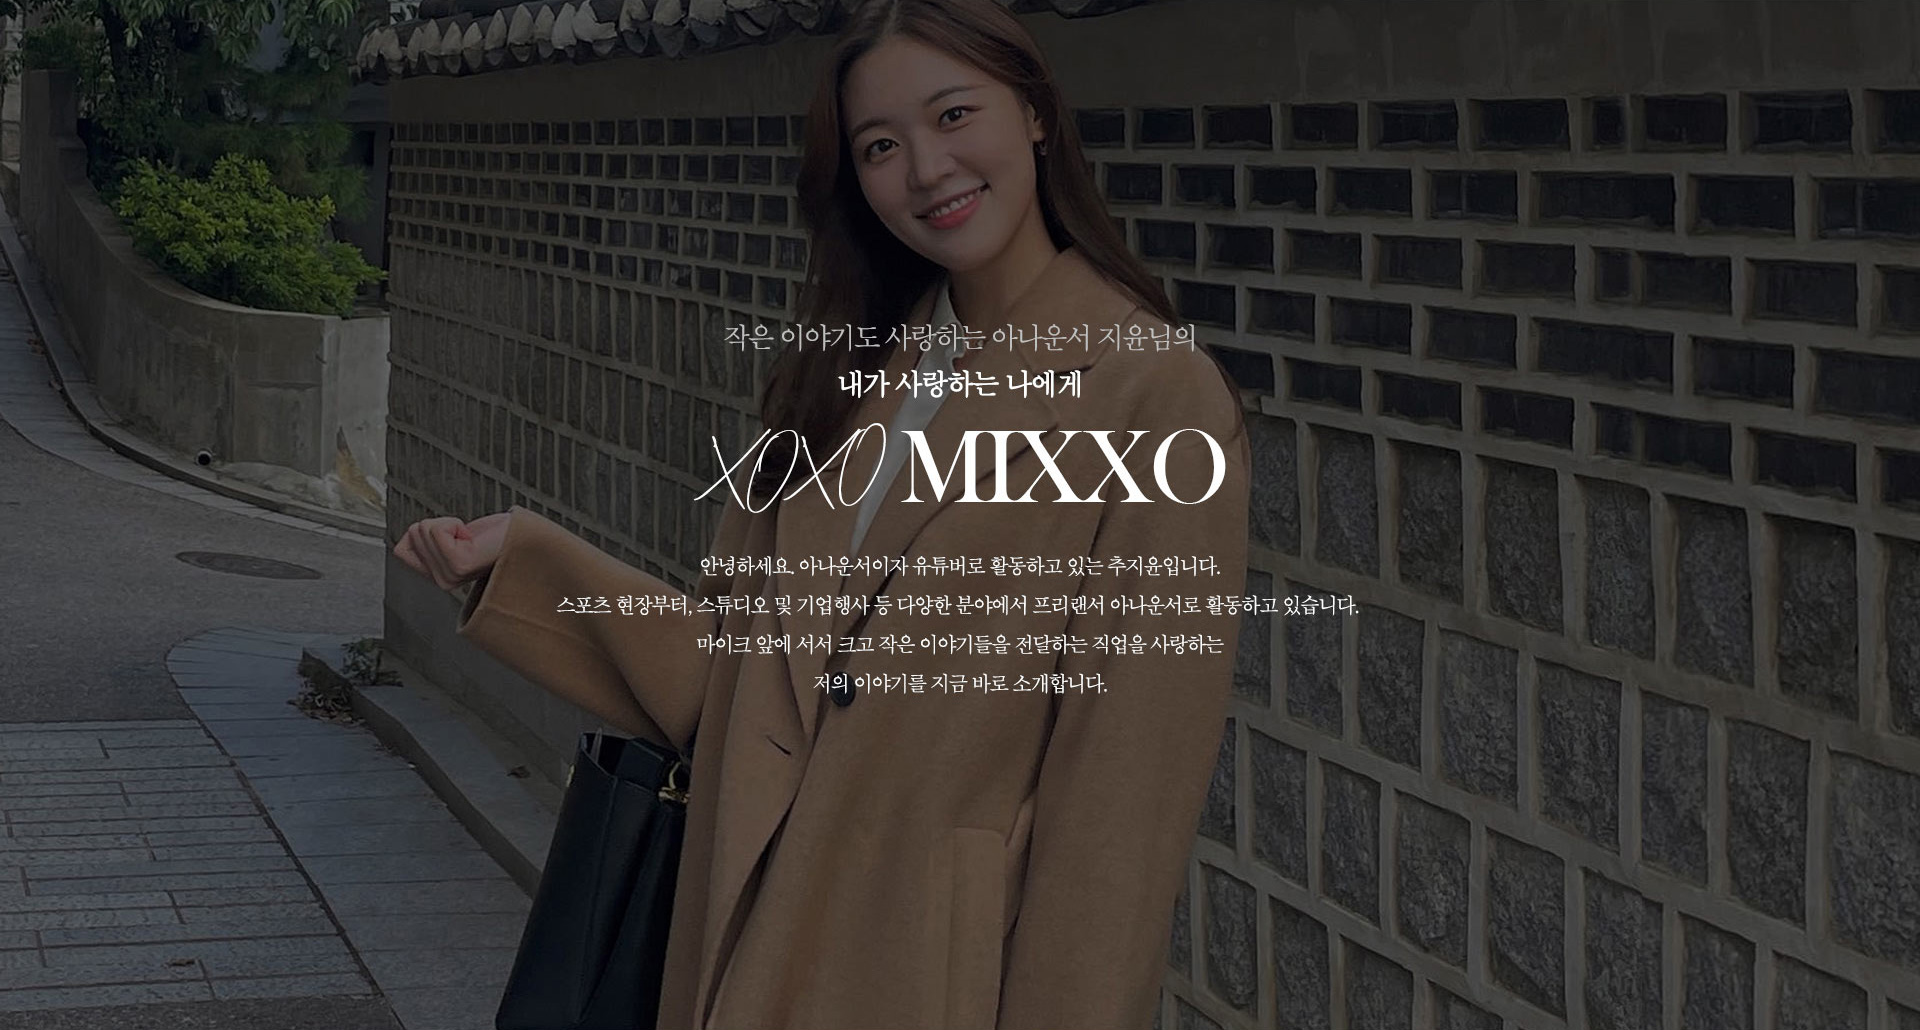 작은 이야기도 사랑하는 아나운서 지윤님의
내가 사랑하는 나에게
XOXO MIXXO
안녕하세요. 아나운서이자 유튜버로 활동하고 있는 추지윤입니다.
스포츠 현장부터, 스튜디오 및 기업행사 등 다양한 분야에서 프리랜서 아나운서로 활동하고 있습니다.
마이크 앞에 서서 크고 작은 이야기들을 전달하는 직업을 사랑하는
저의 이야기를 지금 바로 소개합니다.